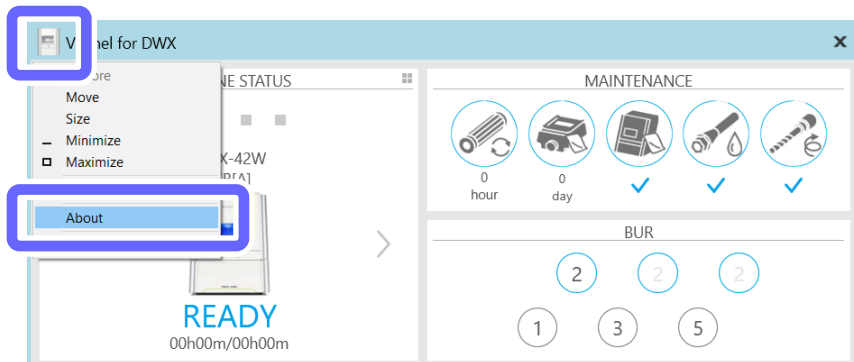 nel for DWX
Move
Size
Minimize
Maximize
About
NE STATUS
X-42W
READY
00h00m/00h00m
MAINTENANCE
0
hour
0
day
BUR
2
2
2
1
3
5